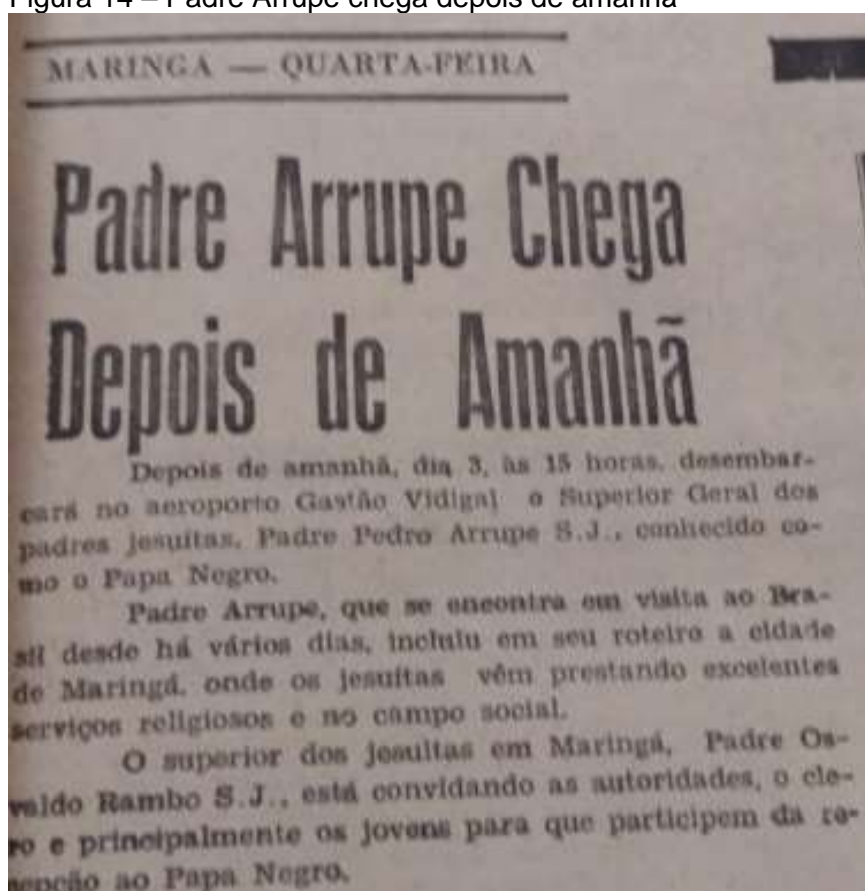 Figura 14 – Padre Arrupe chega depois de amanhã
MARINGÁ — QUARTA-FEIRA
Padre Arrupe Chega
Depois de Amanhã
Depois de amanhã, dia 3, às 15 horas, desembar-
cará no aeroporto Gastão Vidigal o Superior Geral dos
padres jesuítas, Padre Pedro Arrupe S.J., conhecido co-
mo o Papa Negro.
Padre Arrupe, que se encontra em visita ao Bra-
sil desde há vários dias, incluiu em seu roteiro a cidade
de Maringá, onde os jesuítas vêm prestando excelentes
serviços religiosos e no campo social.
O superior dos jesuítas em Maringá, Padre Os-
valdo Rambo S.J., está convidando as autoridades, o cle-
ro e principalmente os jovens para que participem da re-
cepção ao Papa Negro.